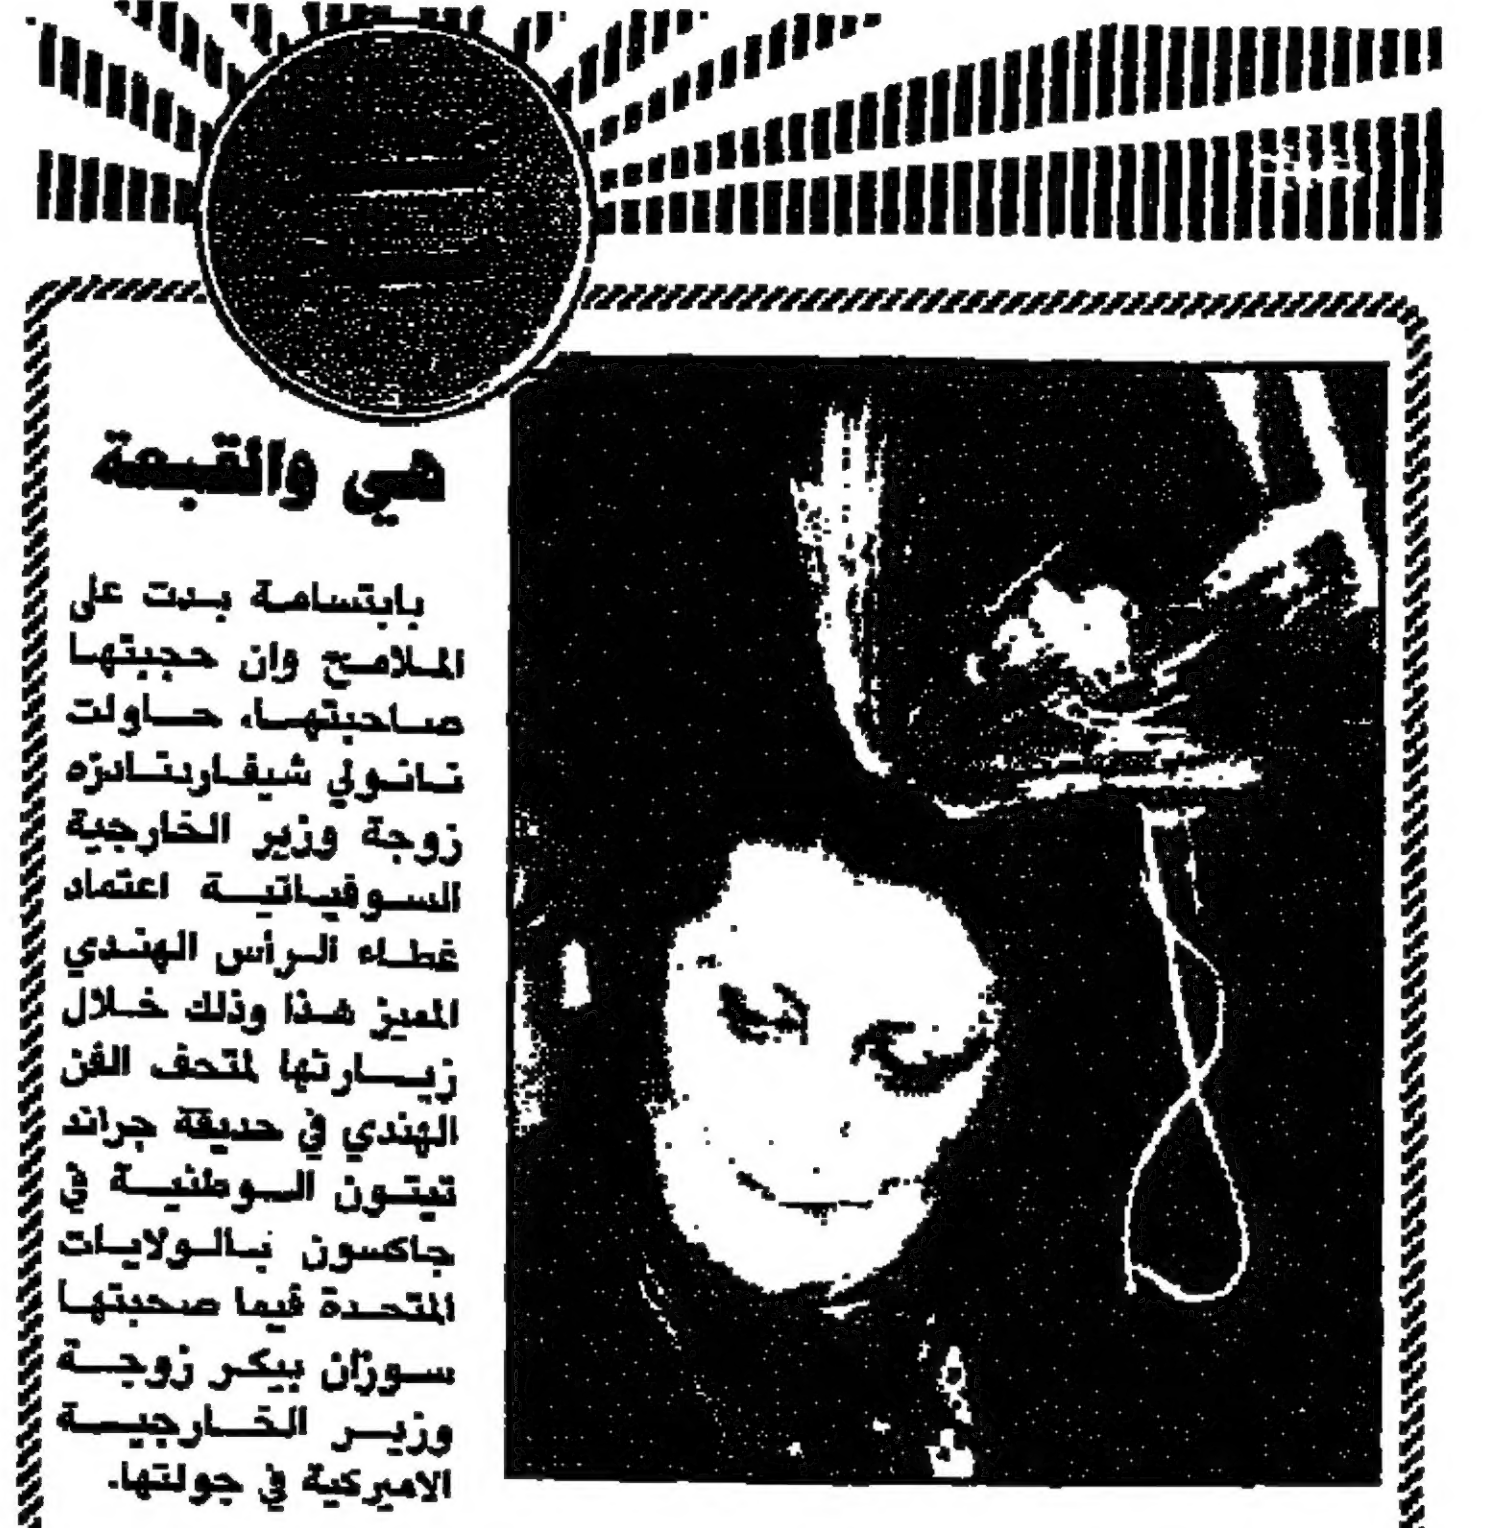 هي والقبعة
بابتسامة بدت على
الملامح وان حجبتها
صاحبتها، حاولت
نانولي شيفاردنادزه
زوجة وزير الخارجية
السوفياتية اعتماد
غطاء الرأس الهندي
المميز هذا وذلك خلال
زيارتها لمتحف الفن
الهندي في حديقة جراند
تيتون الوطنية في
جاكسون بالولايات
المتحدة فيما صحبتها
سوزان بيكر زوجة
وزير الخارجية
الاميركية في جولتها.